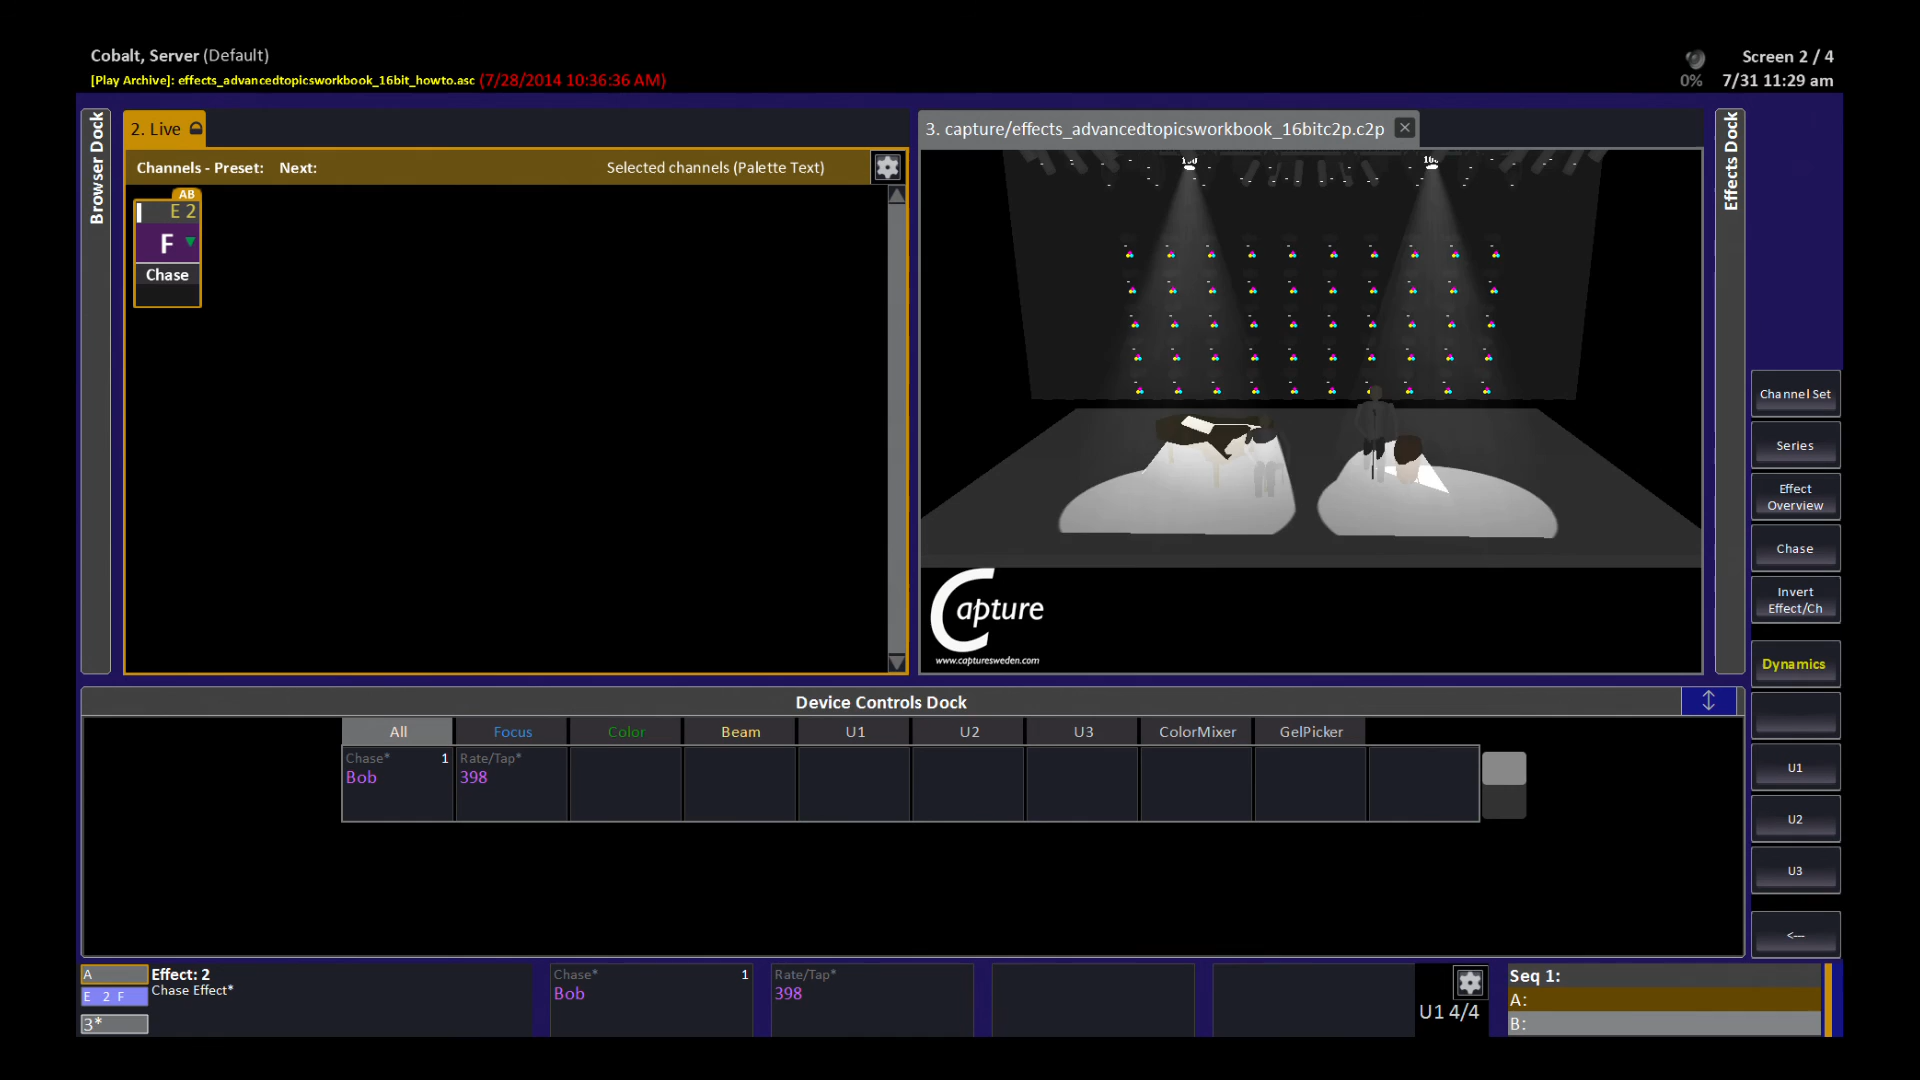 Cobalt, Server (Default)
[Play Archive]: effects_advancedtopicsworkbook_16bit_howto.asc (7/28/2014 10:36:36 AM)
Screen 2 / 4
0% 7/31 11:29 am
Browser Dock
2. Live
Channels - Preset: Next: Selected channels (Palette Text)
AB
E 2
F
Chase
3. capture/effects_advancedtopicsworkbook_16bitc2p.c2p
Capture
www.capturesweden.com
Effects Dock
Channel Set
Series
Effect
Overview
Chase
Invert
Effect/Ch
Dynamics
U1
U2
U3
<---
Device Controls Dock
All Focus Color Beam U1 U2 U3 ColorMixer GelPicker
Chase* 1 Rate/Tap*
Bob 398
A Effect: 2
E 2 F Chase Effect*
3*
Chase* 1 Rate/Tap*
Bob 398
U1 4/4
Seq 1:
A:
B: